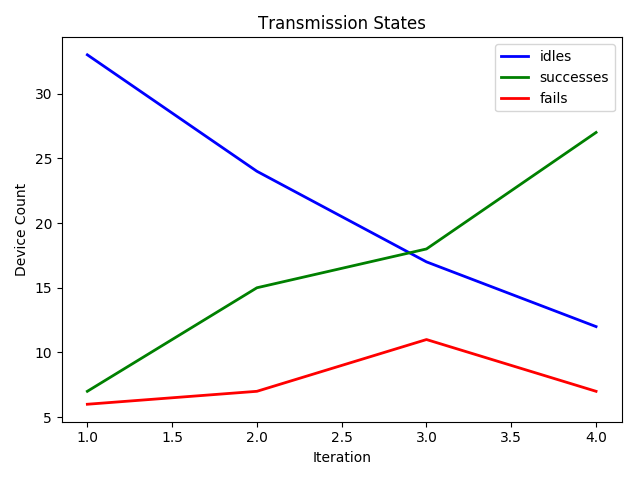 Transmission States
idles
successes
fails
Device Count
30
25
20
15
10
5
1.0 1.5 2.0 2.5 3.0 3.5 4.0
Iteration